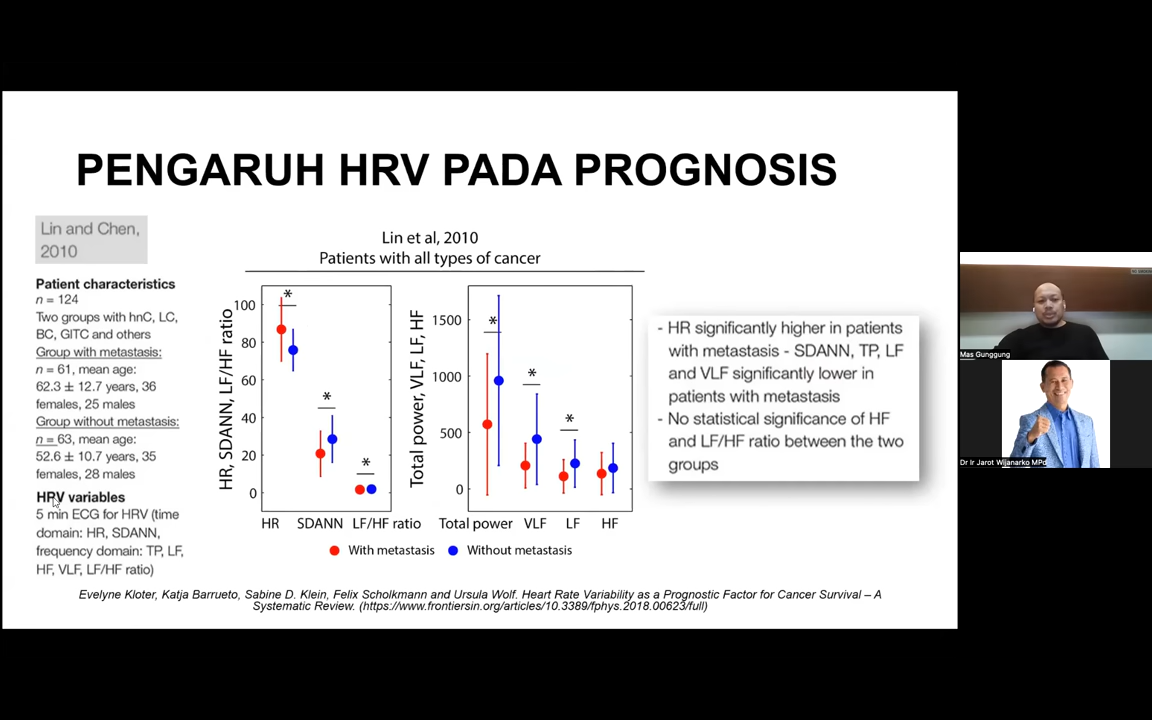 PENGARUH HRV PADA PROGNOSIS
Lin and Chen,
2010
Patient characteristics
n = 124
Two groups with hnC, LC,
BC, GITC and others
Group with metastasis:
n = 61, mean age:
62.3 ± 12.7 years, 36
females, 25 males
Group without metastasis:
n = 63, mean age:
52.6 ± 10.7 years, 35
females, 28 males
HRV variables
5 min ECG for HRV (time
domain: HR, SDANN,
frequency domain: TP, LF,
HF, VLF, LF/HF ratio)
Lin et al, 2010
Patients with all types of cancer
HR, SDANN, LF/HF ratio
100
80
60
40
20
0
* * *
HR SDANN LF/HF ratio
Total power, VLF, LF, HF
1500
1000
500
0
* * *
Total power VLF LF HF
With metastasis Without metastasis
- HR significantly higher in patients
with metastasis - SDANN, TP, LF
and VLF significantly lower in
patients with metastasis
- No statistical significance of HF
and LF/HF ratio between the two
groups
Evelyne Kloter, Katja Barrueto, Sabine D. Klein, Felix Scholkmann and Ursula Wolf. Heart Rate Variability as a Prognostic Factor for Cancer Survival – A
Systematic Review. (https://www.frontiersin.org/articles/10.3389/fphys.2018.00623/full)
Mas Gunggung
Dr Ir Jarot Wijanarko MPd